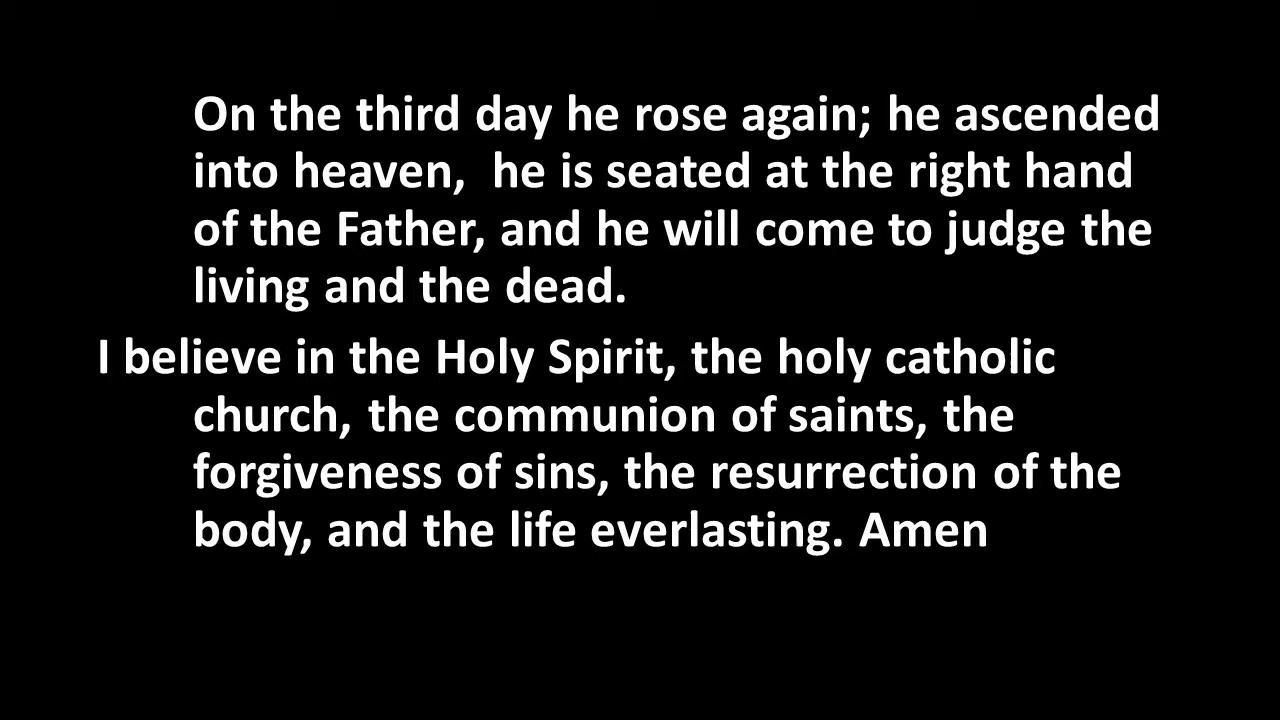 On the third day he rose again; he ascended
into heaven,  he is seated at the right hand
of the Father, and he will come to judge the
living and the dead.
I believe in the Holy Spirit, the holy catholic
church, the communion of saints, the
forgiveness of sins, the resurrection of the
body, and the life everlasting. Amen